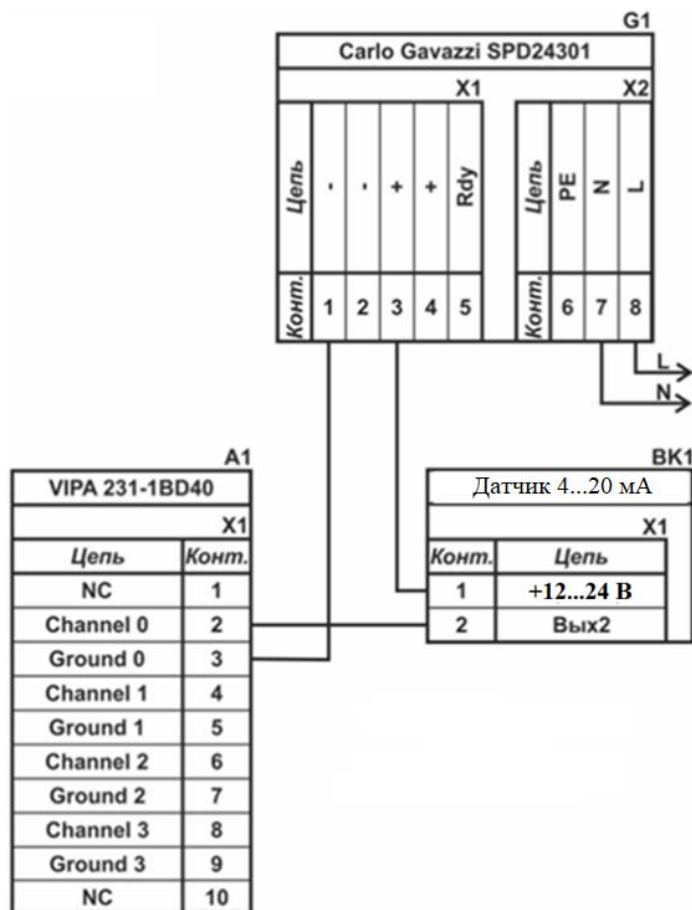 G1
Carlo Gavazzi SPD24301
X1 X2
Цепь - - + + Rdy Цепь PE N L
Конт. 1 2 3 4 5 Конт. 6 7 8
L
N
A1
VIPA 231-1BD40
X1
Цепь Конт.
NC 1
Channel 0 2
Ground 0 3
Channel 1 4
Ground 1 5
Channel 2 6
Ground 2 7
Channel 3 8
Ground 3 9
NC 10
BK1
Датчик 4...20 мА
X1
Конт. Цепь
1 +12...24 В
2 Вых2